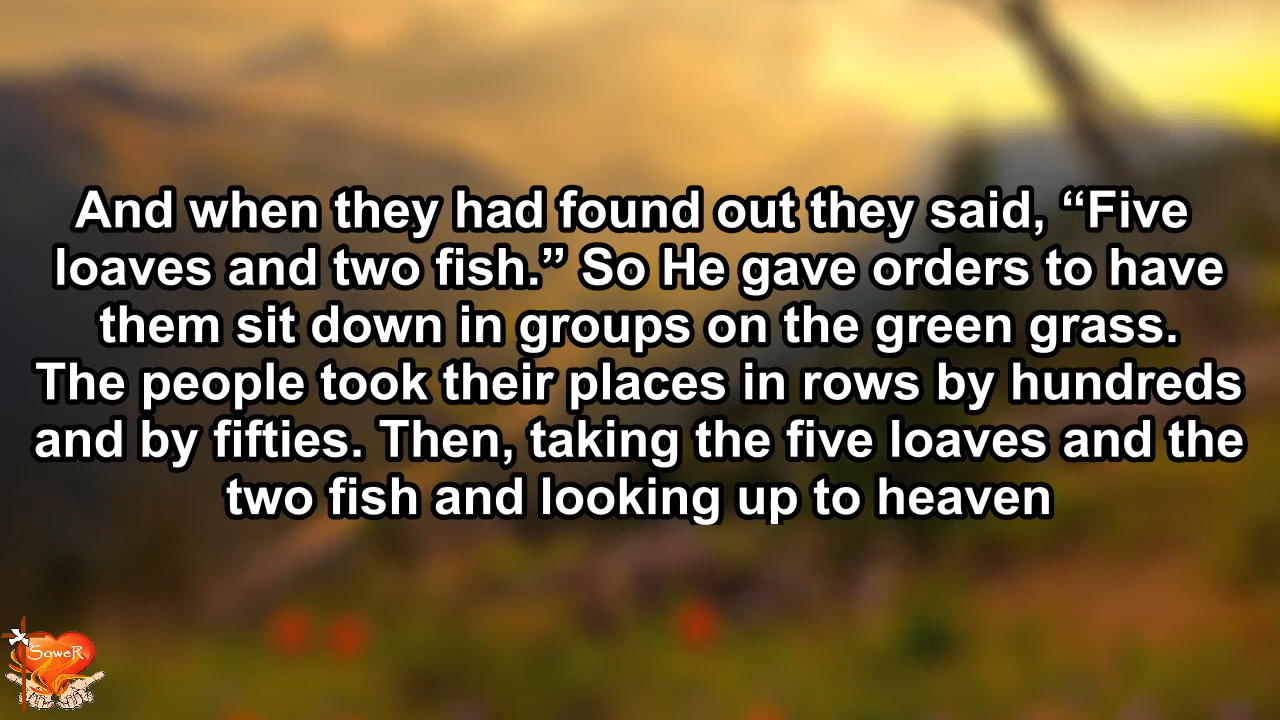 And when they had found out they said, “Five
loaves and two fish.” So He gave orders to have
them sit down in groups on the green grass.
The people took their places in rows by hundreds
and by fifties. Then, taking the five loaves and the
two fish and looking up to heaven
SoweR